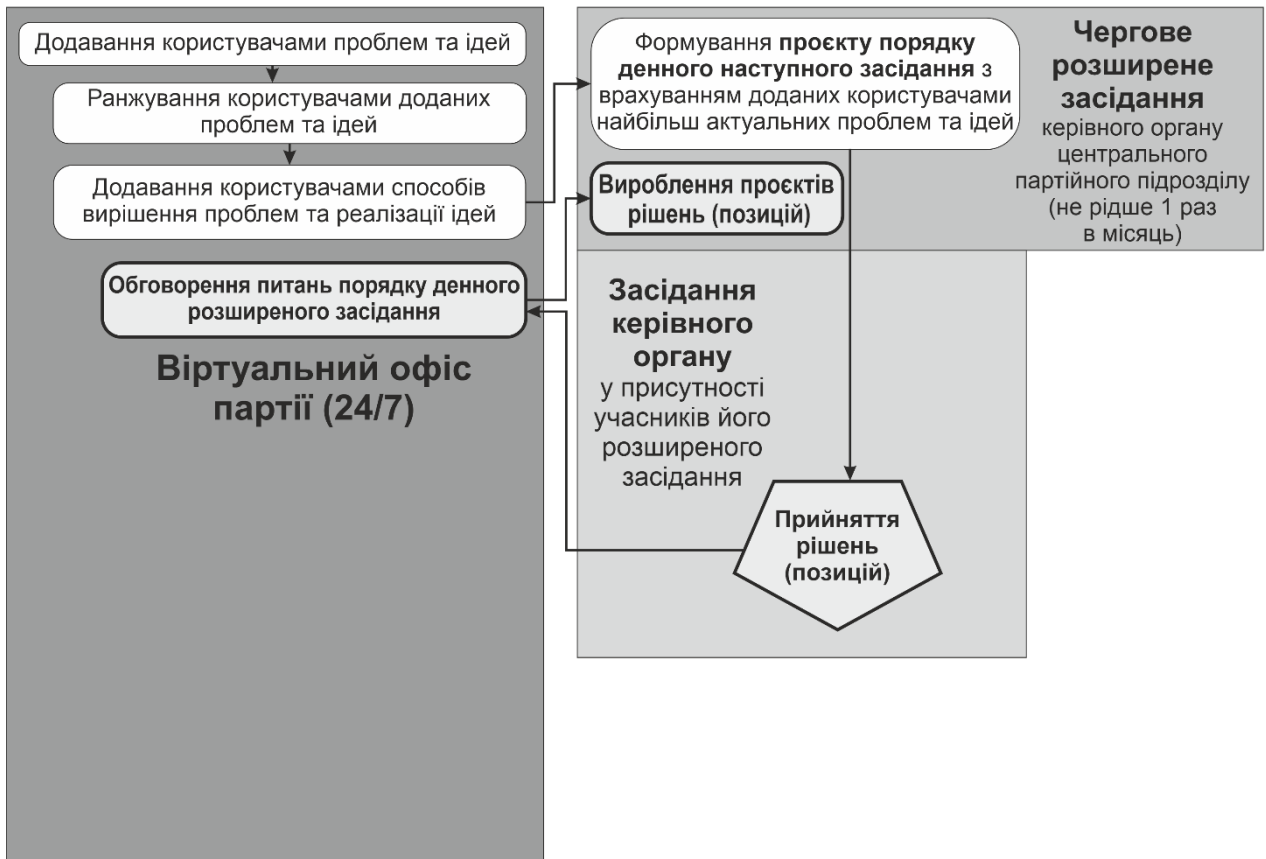 Додавання користувачами проблем та ідей
Ранжування користувачами доданих
проблем та ідей
Додавання користувачами способів
вирішення проблем та реалізації ідей
Обговорення питань порядку денного
розширеного засідання
Віртуальний офіс
партії (24/7)
Формування проєкту порядку
денного наступного засідання з
врахуванням доданих користувачами
найбільш актуальних проблем та ідей
Вироблення проєктів
рішень (позицій)
Чергове
розширене
засідання
керівного органу
центрального
партійного підрозділу
(не рідше 1 раз
в місяць)
Засідання
керівного
органу
у присутності
учасників його
розширеного
засідання
Прийняття
рішень
(позицій)